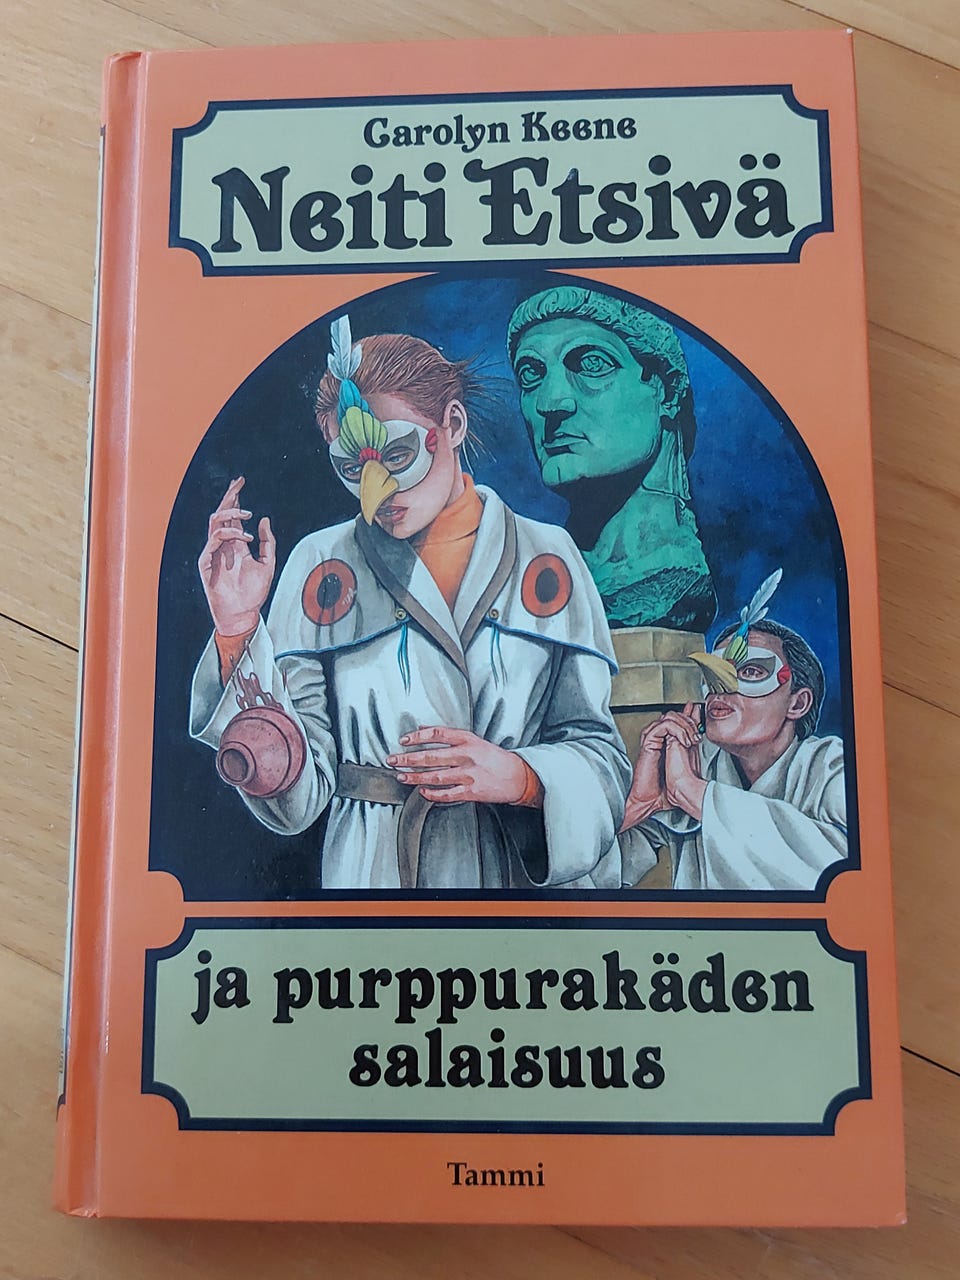 Carolyn Keene
Neiti Etsivä
ja purppurakäden
salaisuus
Tammi